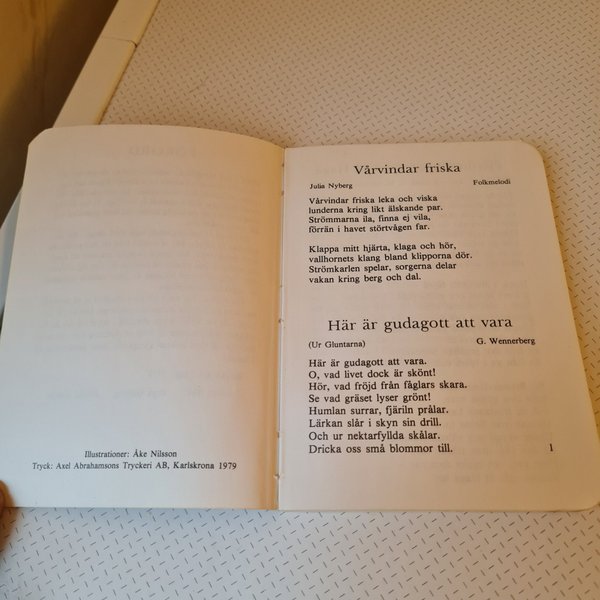 Illustrationer: Åke Nilsson
Tryck: Axel Abrahamsons Tryckeri AB, Karlskrona 1979
Vårvindar friska
Julia Nyberg Folkmelodi
Vårvindar friska leka och viska
lunderna kring likt älskande par.
Strömmarna ila, finna ej vila,
förrän i havet störtvågen far.
Klappa mitt hjärta, klaga och hör,
vallhornets klang bland klipporna dör.
Strömkarlen spelar, sorgerna delar
vakan kring berg och dal.
Här är gudagott att vara
(Ur Gluntarna) G. Wennerberg
Här är gudagott att vara.
O, vad livet dock är skönt!
Hör, vad fröjd från fåglars skara.
Se vad gräset lyser grönt!
Humlan surrar, fjäriln prålar.
Lärkan slår i skyn sin drill.
Och ur nektarfyllda skålar.
Dricka oss små blommor till.
1